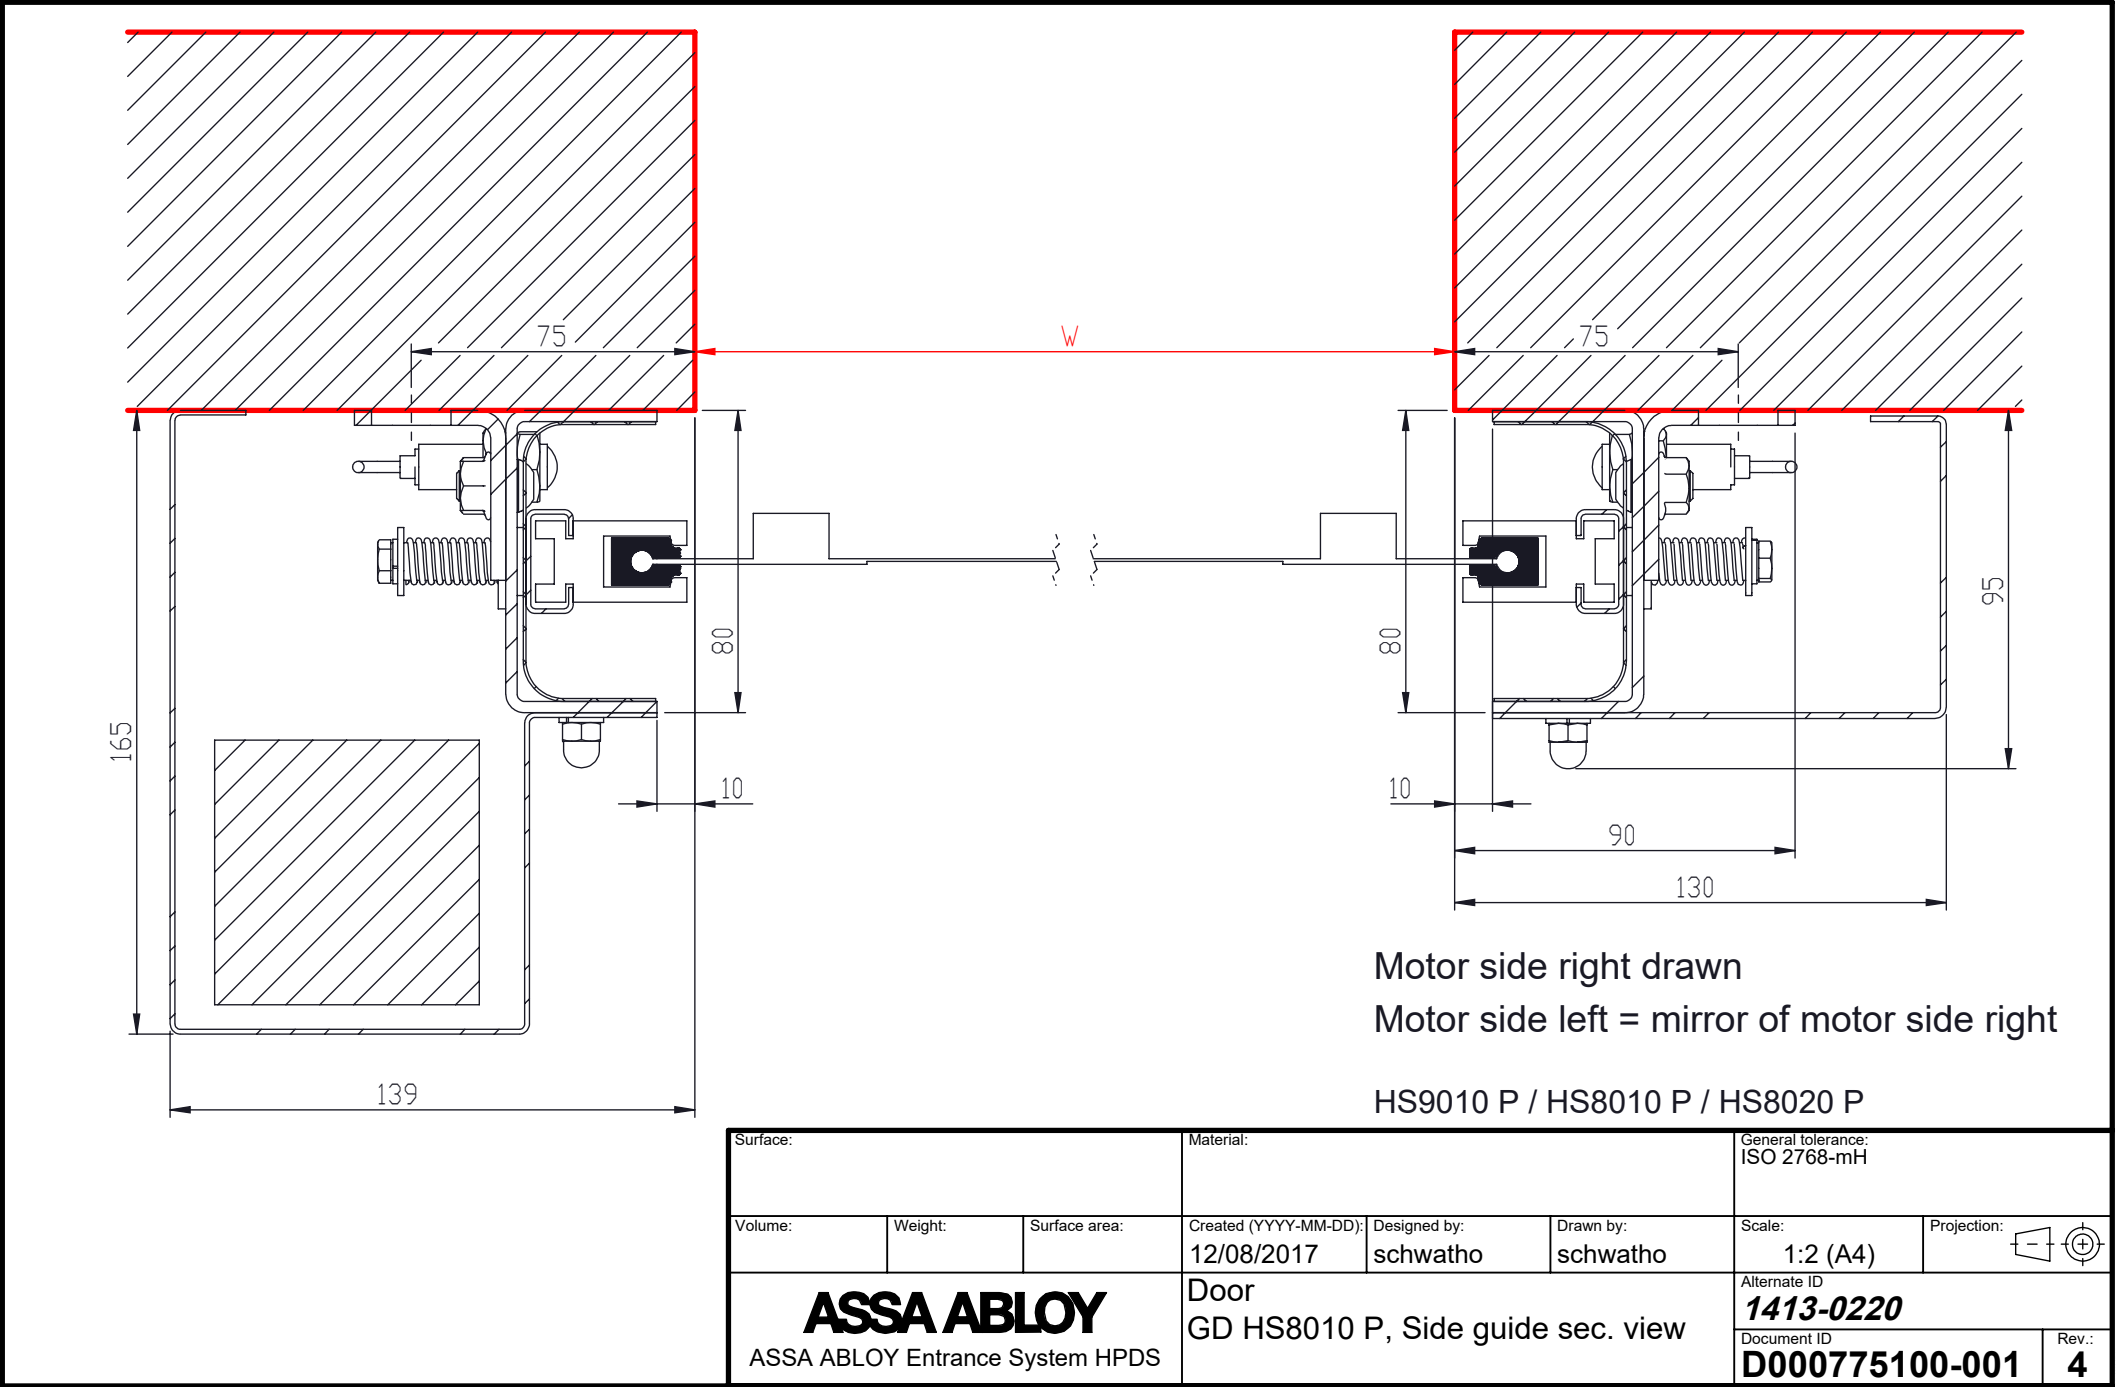 75
W
75
80
80
95
165
10
10
90
130
139
Motor side right drawn
Motor side left = mirror of motor side right
HS9010 P / HS8010 P / HS8020 P
Surface:
Material:
General tolerance:
ISO 2768-mH
Volume:
Weight:
Surface area:
Created (YYYY-MM-DD):
12/08/2017
Designed by:
schwatho
Drawn by:
schwatho
Scale:
1:2 (A4)
Projection:
ASSA ABLOY
ASSA ABLOY Entrance System HPDS
Door
GD HS8010 P, Side guide sec. view
Alternate ID
1413-0220
Document ID
D000775100-001
Rev.:
4